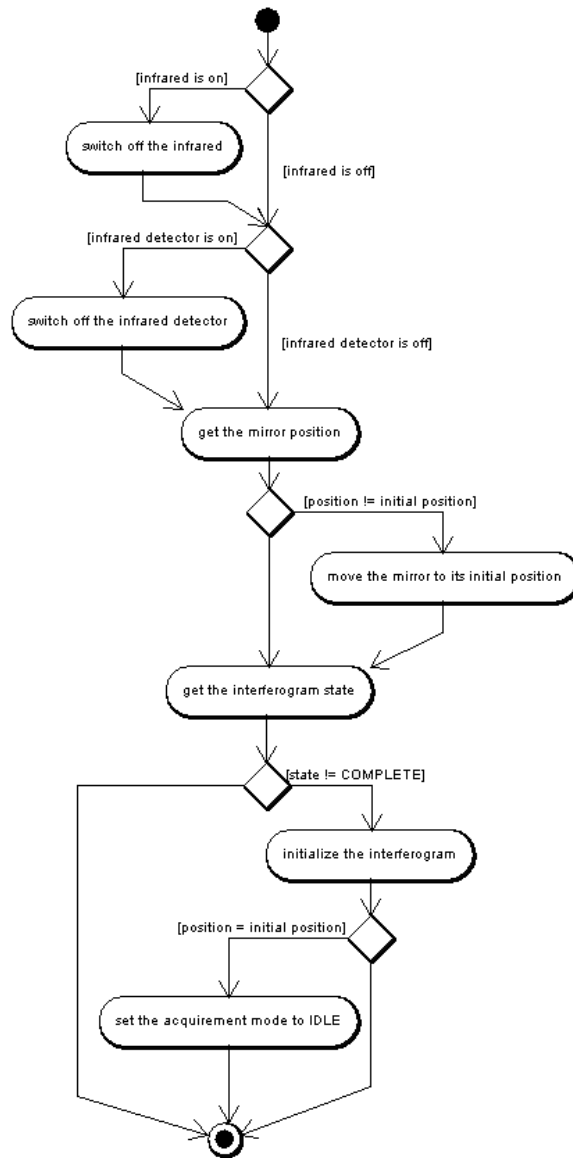 [infrared is on]
switch off the infrared
[infrared is off]
[infrared detector is on]
switch off the infrared detector
[infrared detector is off]
get the mirror position
[position != initial position]
move the mirror to its initial position
get the interferogram state
[state != COMPLETE]
initialize the interferogram
[position = initial position]
set the acquirement mode to IDLE